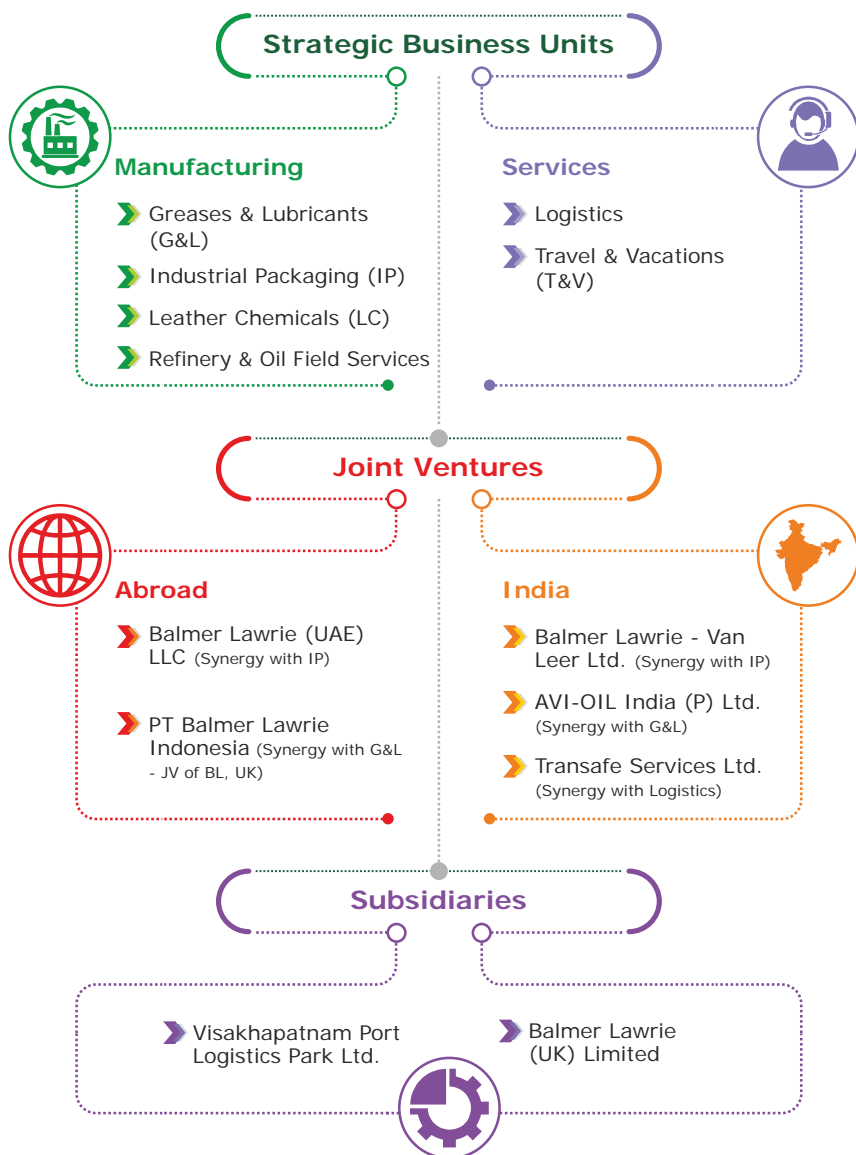 Strategic Business Units
Manufacturing
Greases & Lubricants
(G&L)
Industrial Packaging (IP)
Leather Chemicals (LC)
Refinery & Oil Field Services
Services
Logistics
Travel & Vacations
(T&V)
Joint Ventures
Abroad
Balmer Lawrie (UAE)
LLC (Synergy with IP)
PT Balmer Lawrie
Indonesia (Synergy with G&L
- JV of BL, UK)
India
Balmer Lawrie - Van
Leer Ltd. (Synergy with IP)
AVI-OIL India (P) Ltd.
(Synergy with G&L)
Transafe Services Ltd.
(Synergy with Logistics)
Subsidiaries
Visakhapatnam Port
Logistics Park Ltd.
Balmer Lawrie
(UK) Limited